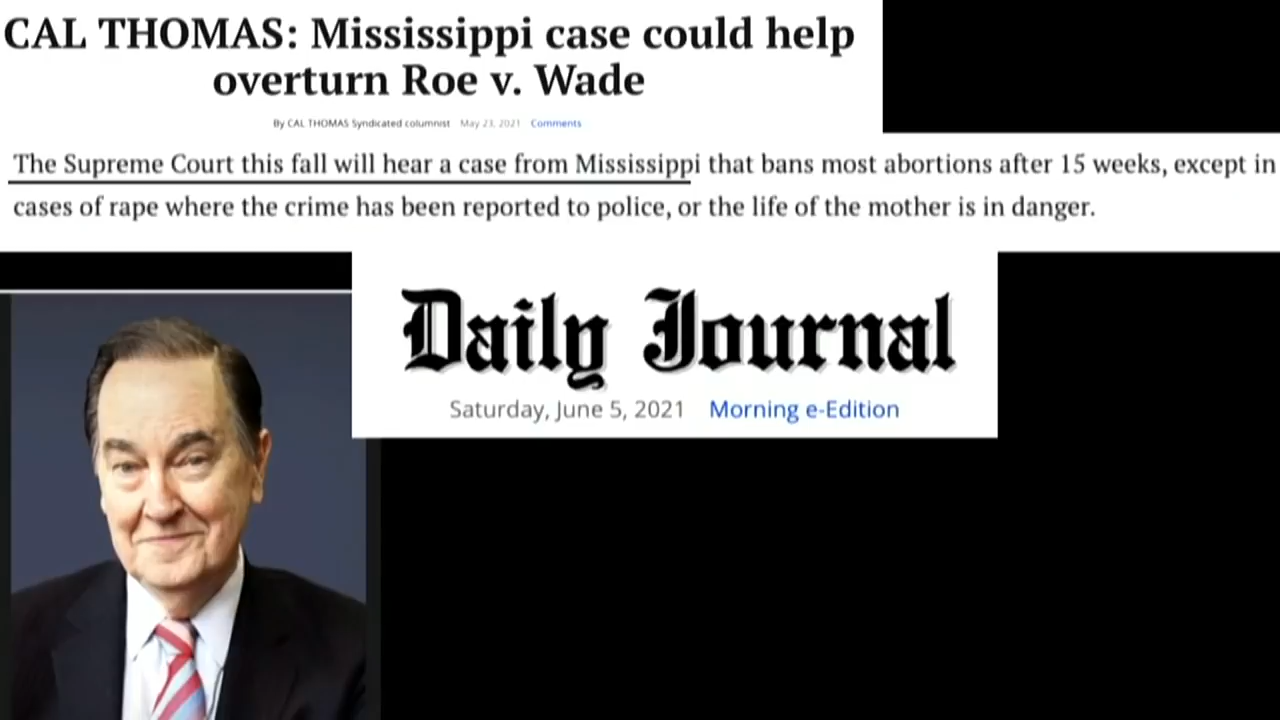 CAL THOMAS: Mississippi case could help
overturn Roe v. Wade
By CAL THOMAS Syndicated columnist May 23, 2021 Comments
The Supreme Court this fall will hear a case from Mississippi that bans most abortions after 15 weeks, except in
cases of rape where the crime has been reported to police, or the life of the mother is in danger.
Daily Journal
Saturday, June 5, 2021 Morning e-Edition